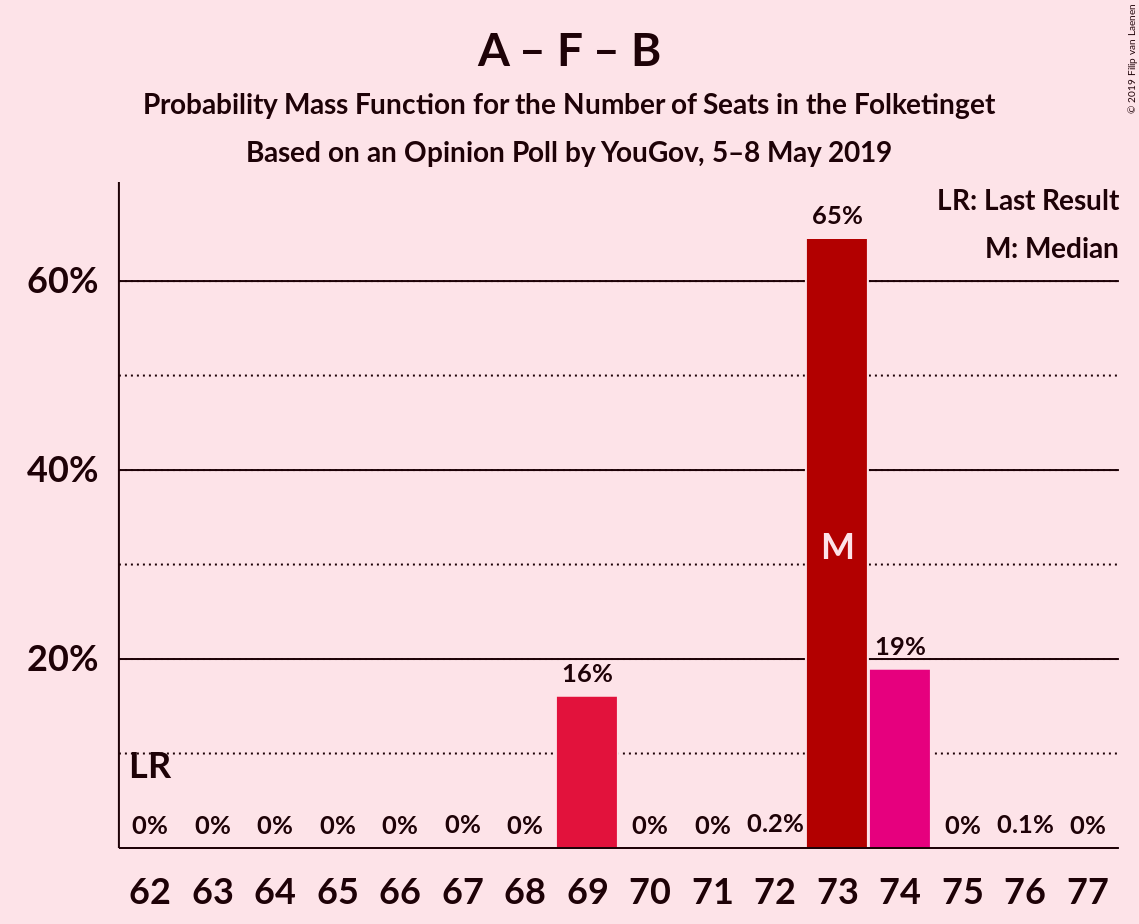 A – F – B
Probability Mass Function for the Number of Seats in the Folketinget
Based on an Opinion Poll by YouGov, 5–8 May 2019
© 2019 Filip van Laenen
LR: Last Result
M: Median
60%
40%
20%
65%
M
19%
16%
LR
0% 0% 0% 0% 0% 0% 0% 0% 0% 0.2% 0% 0.1% 0%
62 63 64 65 66 67 68 69 70 71 72 73 74 75 76 77